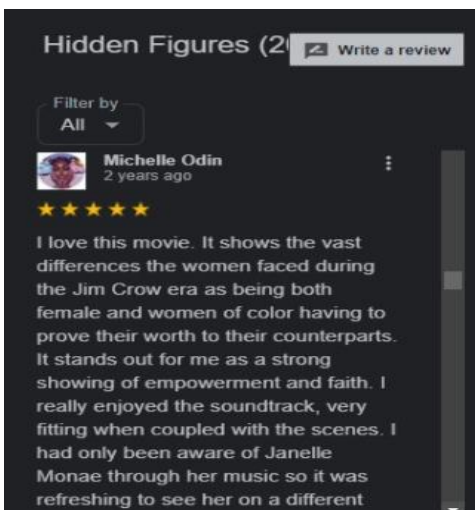 Hidden Figures (2
Write a review
Filter by
All
Michelle Odin
2 years ago
I love this movie. It shows the vast
differences the women faced during
the Jim Crow era as being both
female and women of color having to
prove their worth to their counterparts.
It stands out for me as a strong
showing of empowerment and faith. I
really enjoyed the soundtrack, very
fitting when coupled with the scenes. I
had only been aware of Janelle
Monae through her music so it was
refreshing to see her on a different